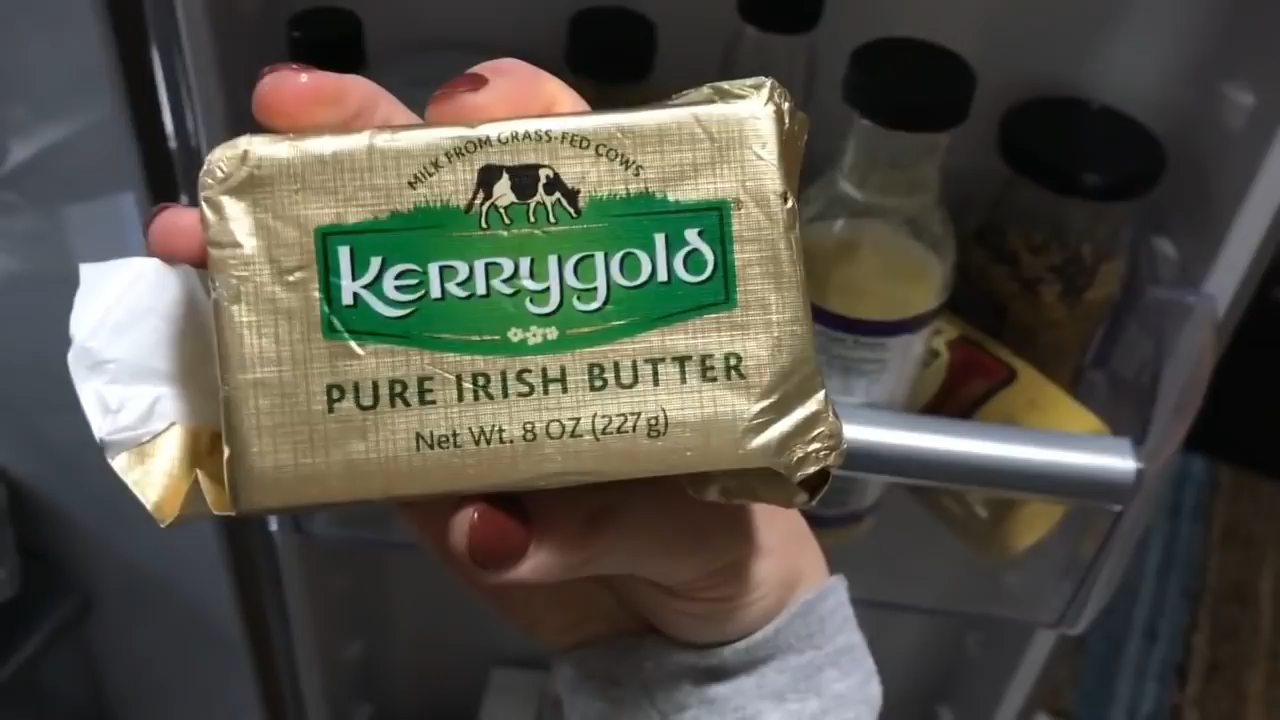 MILK FROM GRASS-FED COWS
Kerrygold
PURE IRISH BUTTER
Net Wt. 8 OZ (227g)